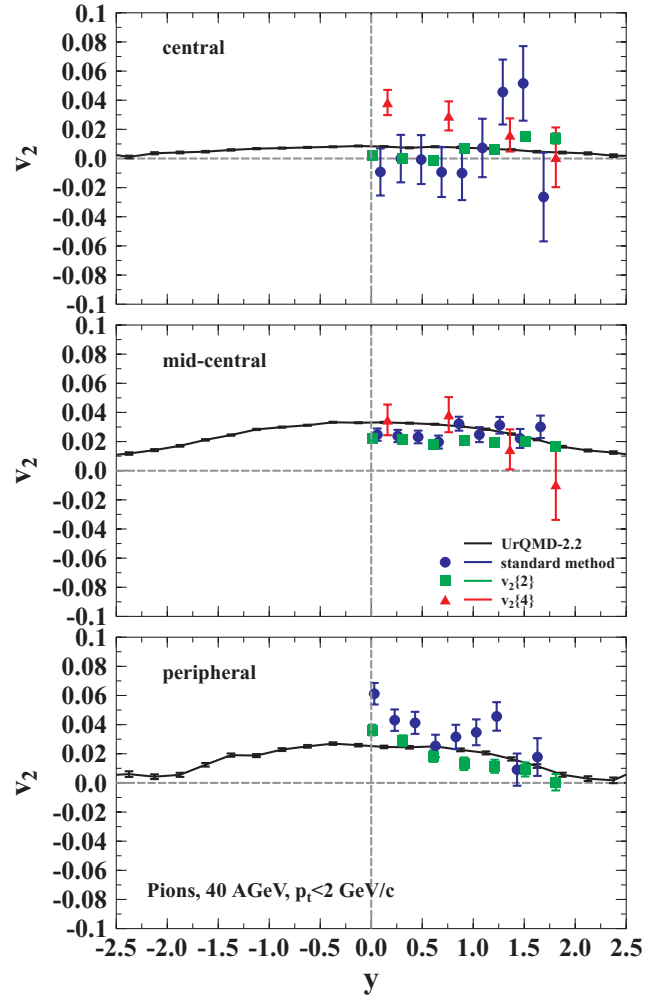 0.1
0.08
0.06
0.04
0.02
0.0
-0.02
-0.04
-0.06
-0.08
-0.1
v2
central
0.1
0.08
0.06
0.04
0.02
0.0
-0.02
-0.04
-0.06
-0.08
-0.1
v2
mid-central
UrQMD-2.2
standard method
v2{2}
v2{4}
0.1
0.08
0.06
0.04
0.02
0.0
-0.02
-0.04
-0.06
-0.08
-0.1
v2
peripheral
Pions, 40 AGeV, pt<2 GeV/c
-2.5 -2.0 -1.5 -1.0 -0.5 0.0 0.5 1.0 1.5 2.0 2.5
y